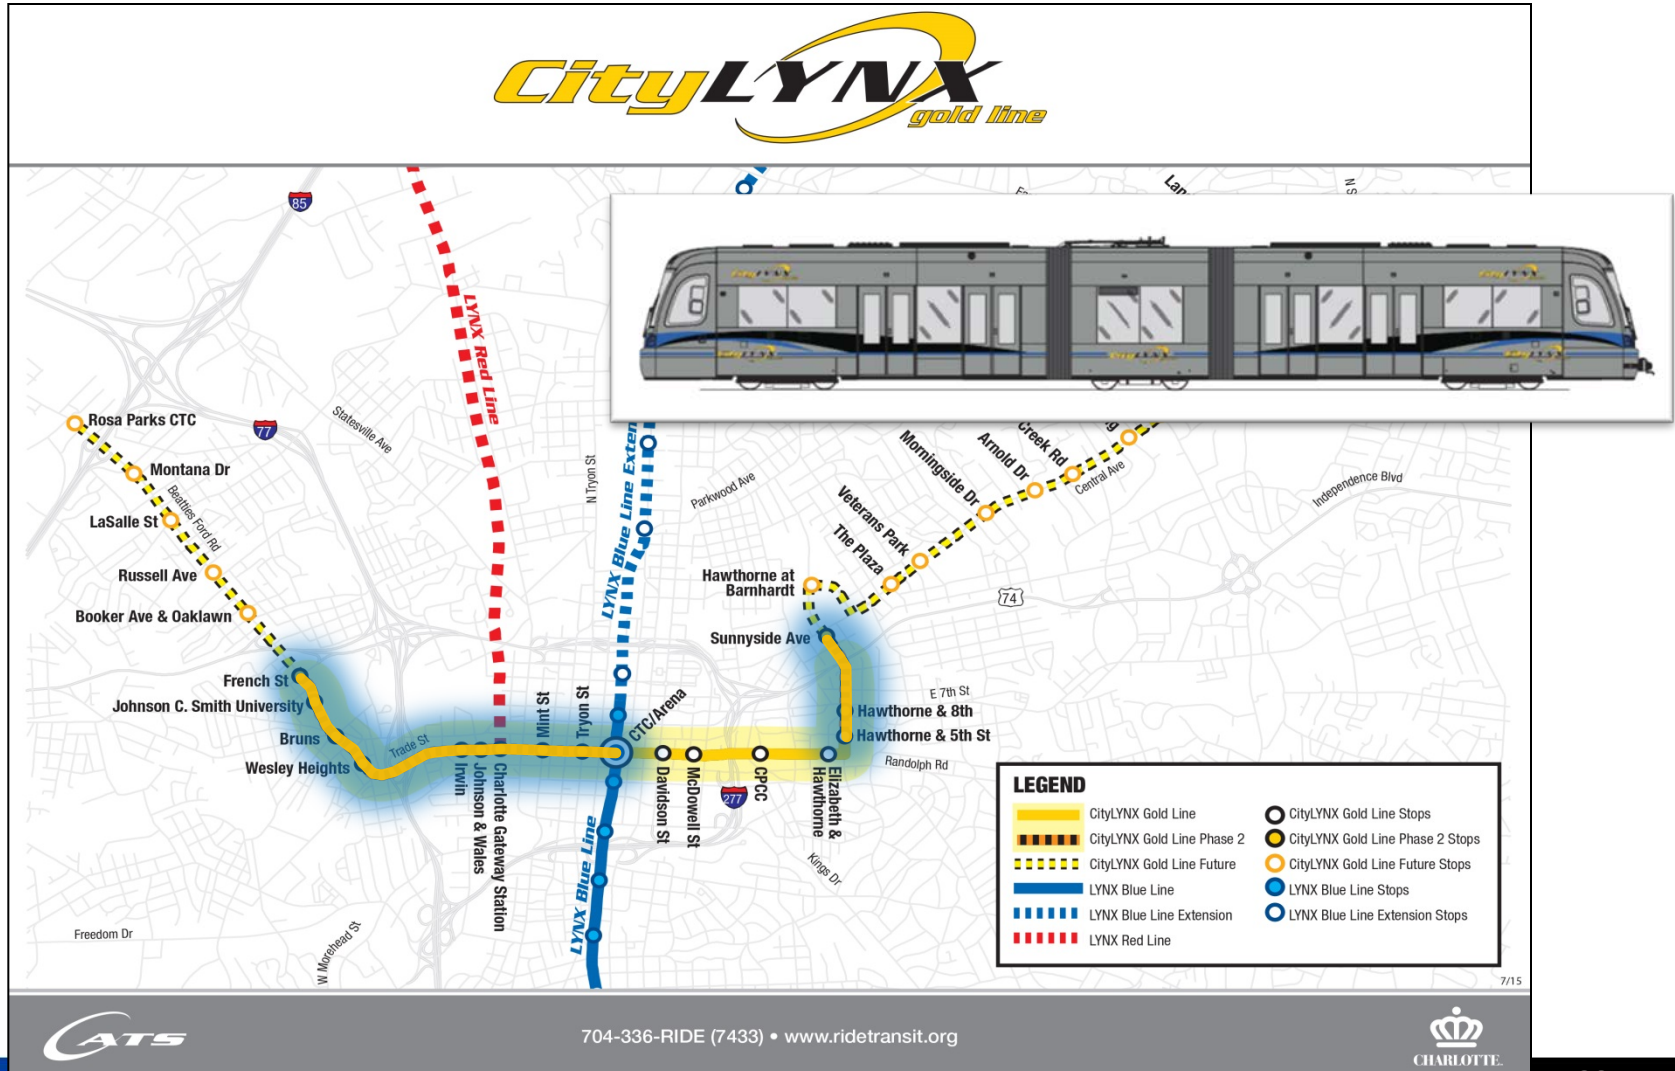 CityLYNX
gold line
85
77
LYNX Red Line
LYNX Blue Line Exten
Statesville Ave
N Tryon St
Parkwood Ave
N S
CityLYNX
CityLYNX
CityLYNX
CityLYNX
CityLYNX
Rosa Parks CTC
Montana Dr
Beatties Ford Rd
LaSalle St
Russell Ave
Booker Ave & Oaklawn
French St
Johnson C. Smith University
Bruns
Wesley Heights
Trade St
Irwin
Johnson & Wales
Charlotte Gateway Station
Mint St
Tryon St
CTC/Arena
Davidson St
McDowell St
277
CPCC
Elizabeth &
Hawthorne
Hawthorne & 5th St
Hawthorne & 8th
E 7th St
Randolph Rd
Kings Dr
Sunnyside Ave
Hawthorne at
Barnhardt
The Plaza
Veterans Park
Morningside Dr
Arnold Dr
Creek Rd
Central Ave
Independence Blvd
74
LYNX Blue Line
Freedom Dr
W Morehead St
LEGEND
CityLYNX Gold Line
CityLYNX Gold Line Phase 2
CityLYNX Gold Line Future
LYNX Blue Line
LYNX Blue Line Extension
LYNX Red Line
CityLYNX Gold Line Stops
CityLYNX Gold Line Phase 2 Stops
CityLYNX Gold Line Future Stops
LYNX Blue Line Stops
LYNX Blue Line Extension Stops
7/15
CATS
704-336-RIDE (7433) • www.ridetransit.org
CHARLOTTE.